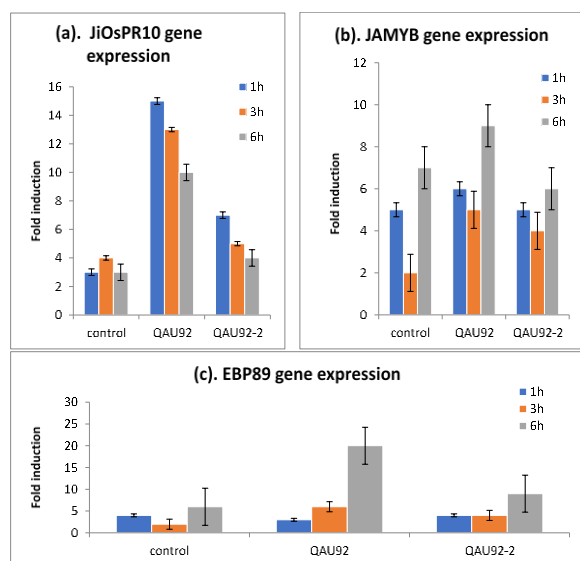 (a). JiOsPR10 gene
expression
16
14
12
10
8
6
4
2
0
Fold induction
1h
3h
6h
control QAU92 QAU92-2
(b). JAMYB gene expression
12
10
8
6
4
2
0
Fold induction
1h
3h
6h
control QAU92 QAU92-2
(c). EBP89 gene expression
30
25
20
15
10
5
0
Fold induction
1h
3h
6h
control QAU92 QAU92-2